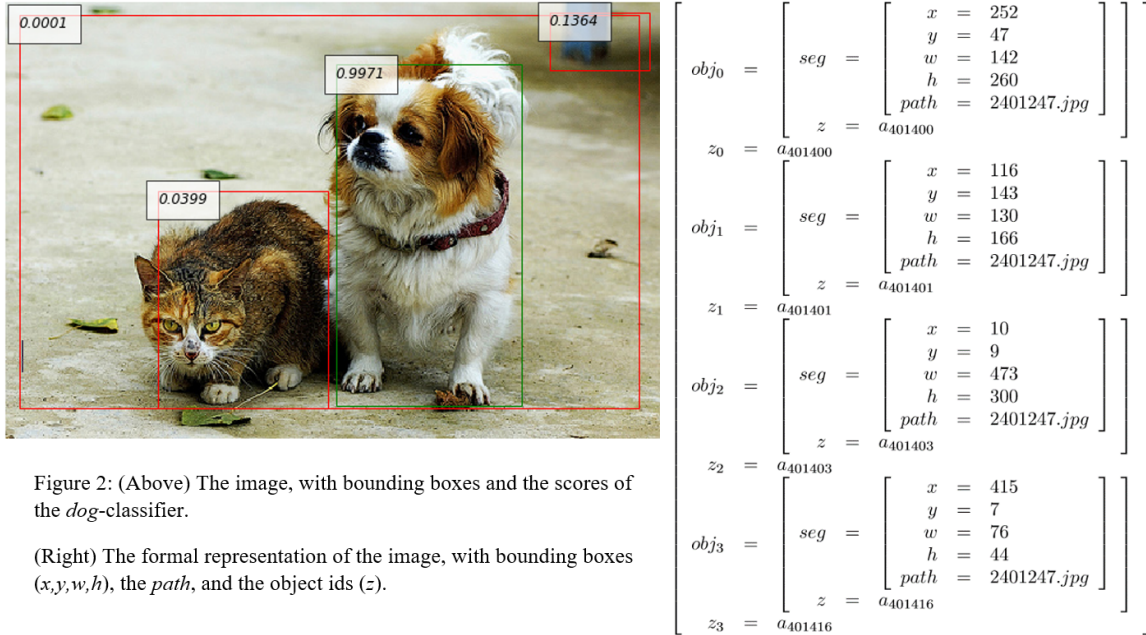 0.0001
0.1364
0.9971
0.0399
Figure 2: (Above) The image, with bounding boxes and the scores of
the dog-classifier.
(Right) The formal representation of the image, with bounding boxes
(x,y,w,h), the path, and the object ids (z).
x = 252
y = 47
obj₀ = seg = w = 142
h = 260
path = 2401247.jpg
z = a₄₀₁₄₀₀
z₀ = a₄₀₁₄₀₀
x = 116
y = 143
obj₁ = seg = w = 130
h = 166
path = 2401247.jpg
z = a₄₀₁₄₀₁
z₁ = a₄₀₁₄₀₁
x = 10
y = 9
obj₂ = seg = w = 473
h = 300
path = 2401247.jpg
z = a₄₀₁₄₀₃
z₂ = a₄₀₁₄₀₃
x = 415
y = 7
obj₃ = seg = w = 76
h = 44
path = 2401247.jpg
z = a₄₀₁₄₁₆
z₃ = a₄₀₁₄₁₆